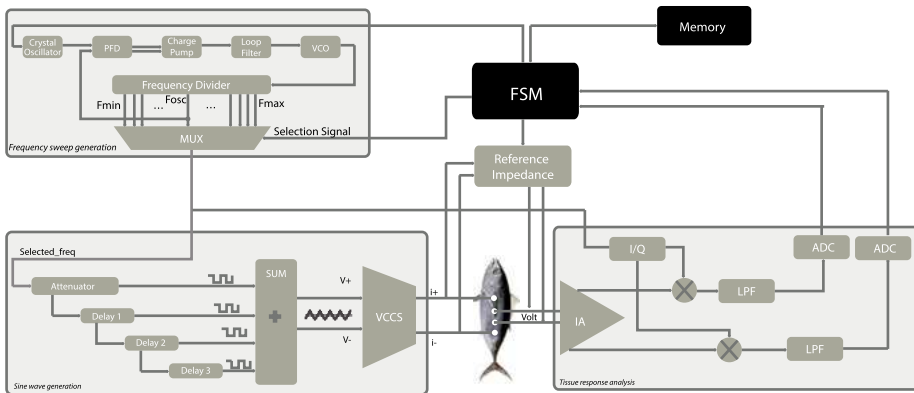 Memory
Crystal
Oscillator
PFD
Charge
Pump
Loop
Filter
VCO
FSM
Frequency Divider
Fmin
...
Fosc
...
Fmax
MUX
Selection Signal
Frequency sweep generation
Reference
Impedance
Selected_freq
Attenuator
Delay 1
Delay 2
Delay 3
SUM
V+
V-
VCCS
i+
i-
Sine wave generation
Volt
IA
I/Q
ADC
ADC
LPF
LPF
Tissue response analysis